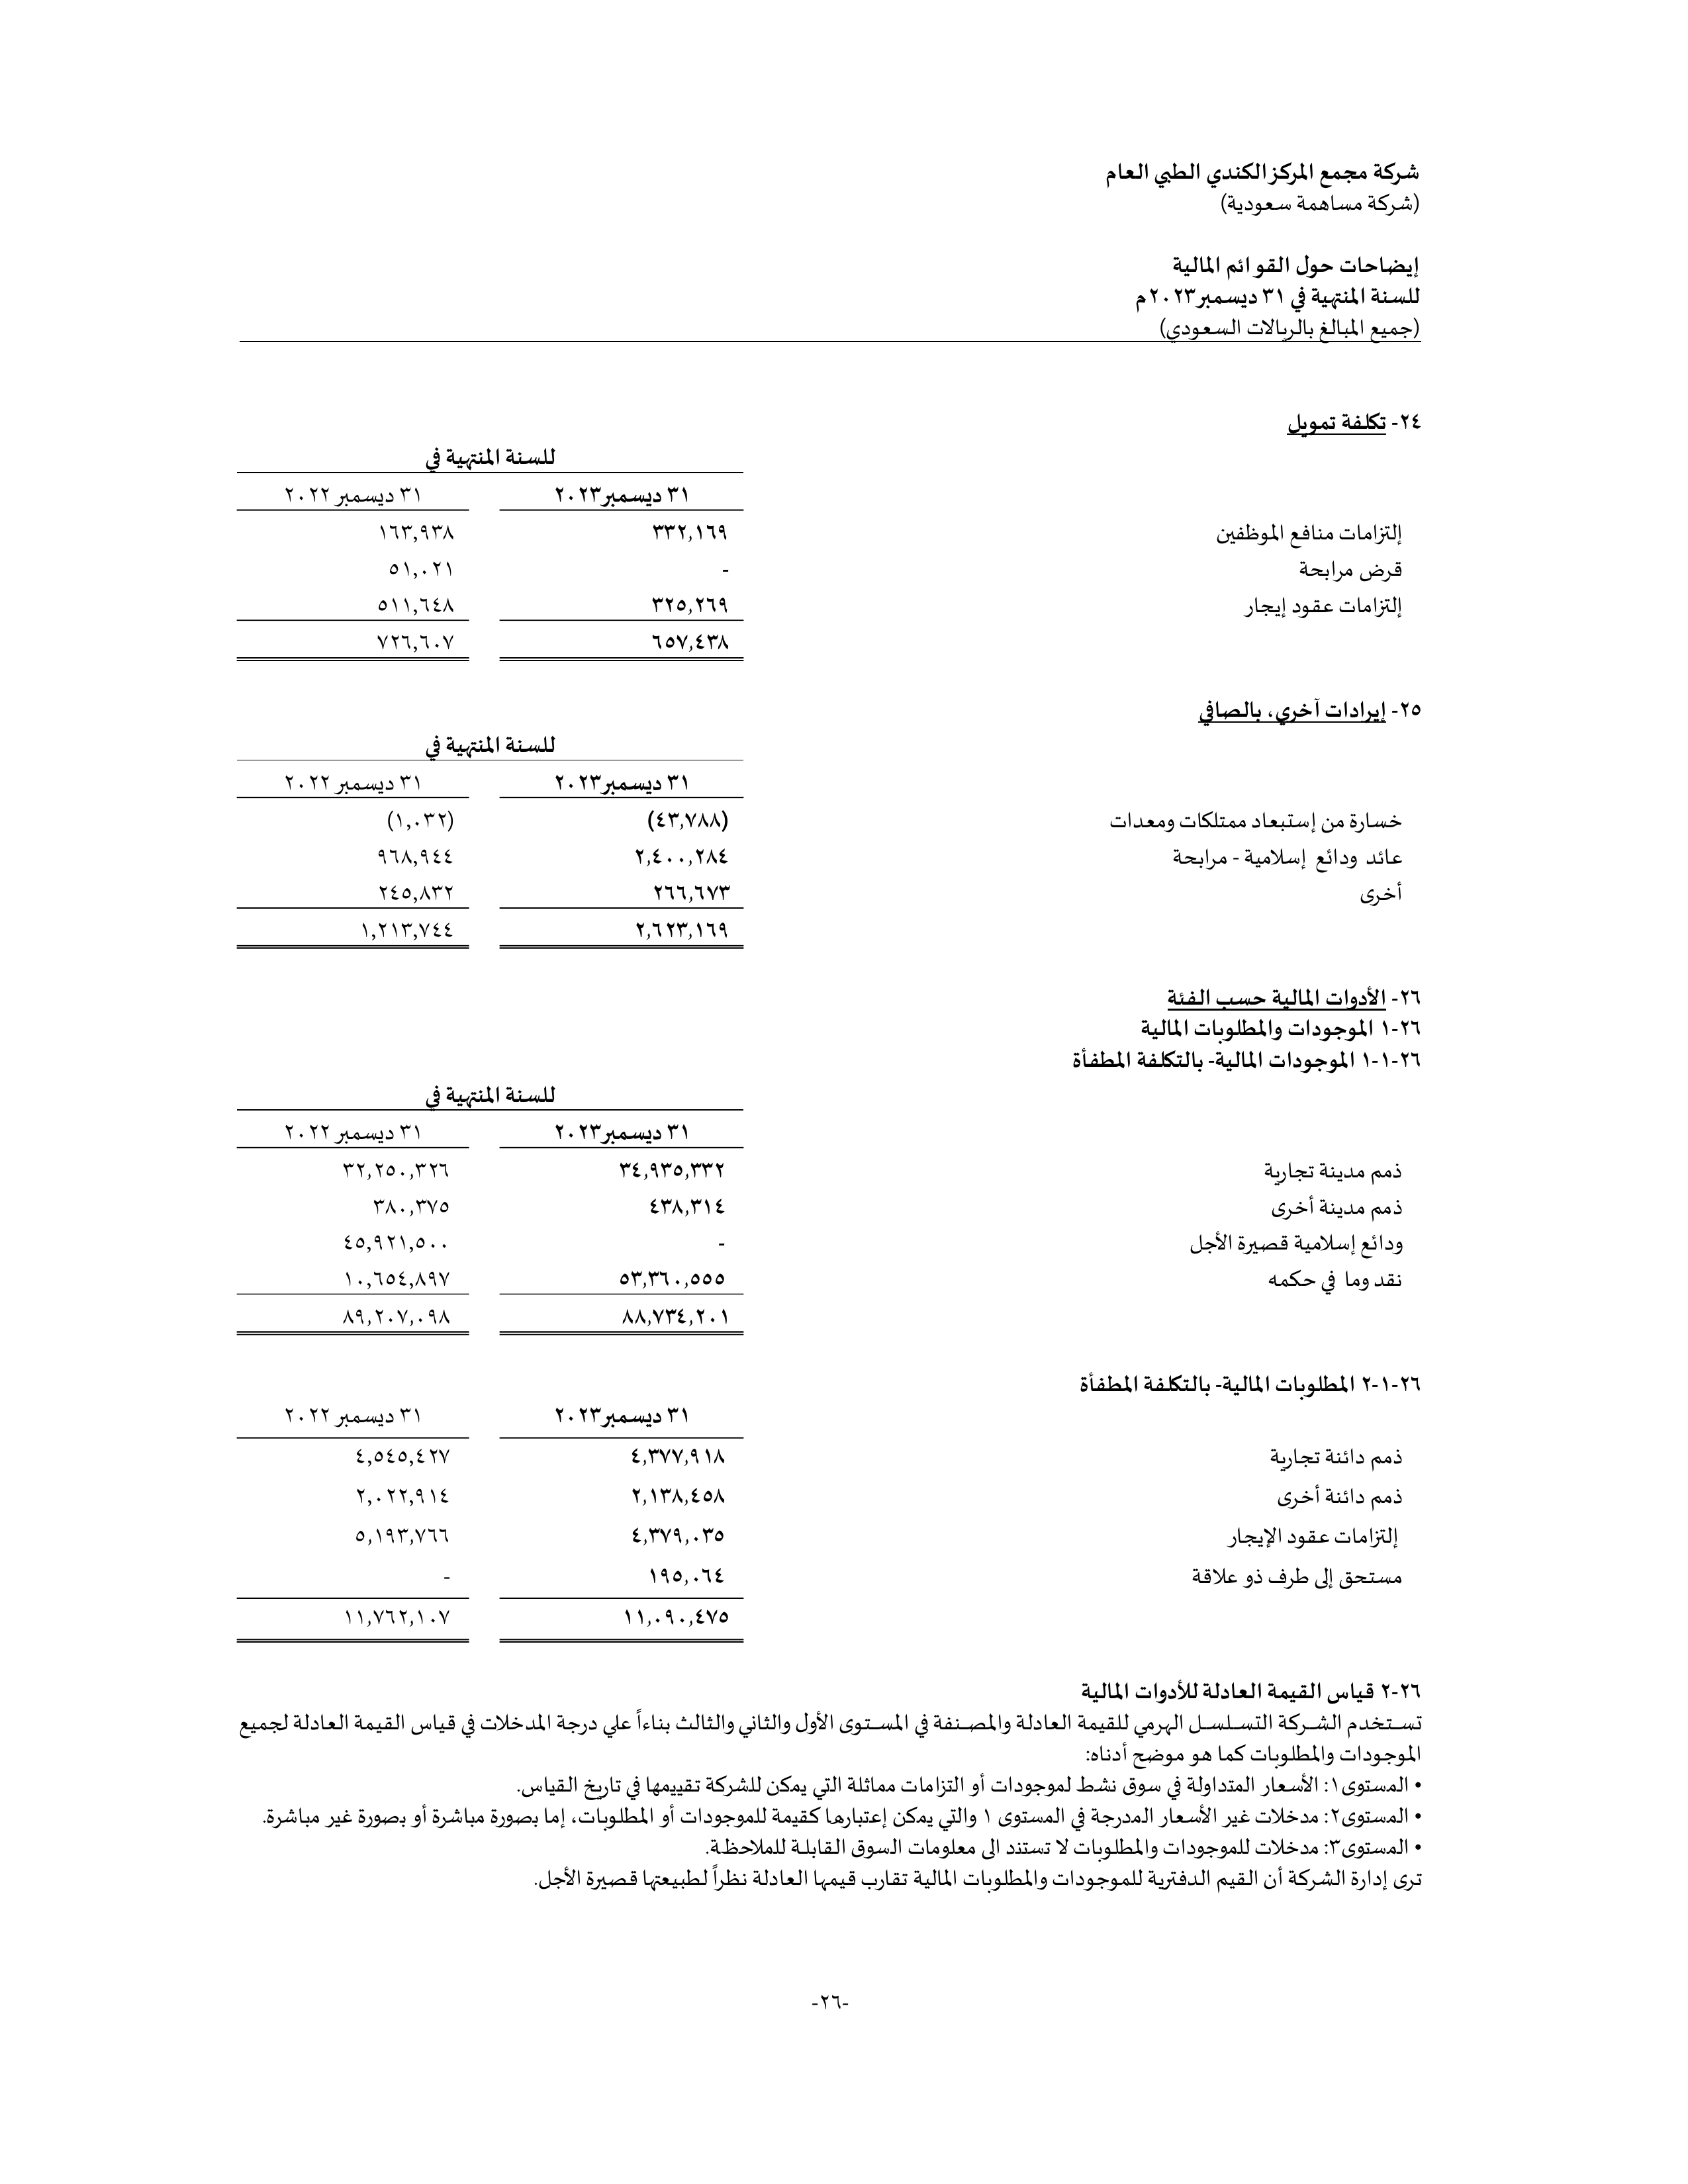 شركة مجمع المركز الكندي الطبي العام
(شركة مساهمة سعودية)
إيضاحات حول القوائم المالية
للسنة المنتهية في ٣١ ديسمبر ٢٠٢٣م
(جميع المبالغ بالريالات السعودي)
٢٤- تكلفة تمويل
للسنة المنتهية في
٣١ ديسمبر ٢٠٢٣ ٣١ ديسمبر ٢٠٢٢
إلتزامات منافع الموظفين ٣٣٢,١٦٩ ١٦٣,٩٣٨
قرض مرابحة - ٥١,٠٢١
إلتزامات عقود إيجار ٣٢٥,٢٦٩ ٥١١,٦٤٨
٦٥٧,٤٣٨ ٧٢٦,٦٠٧
٢٥- إيرادات آخري، بالصافي
للسنة المنتهية في
٣١ ديسمبر ٢٠٢٣ ٣١ ديسمبر ٢٠٢٢
خسارة من إستبعاد ممتلكات ومعدات (٤٣,٧٨٨) (١,٠٣٢)
عائد ودائع إسلامية - مرابحة ٢,٤٠٠,٢٨٤ ٩٦٨,٩٤٤
أخرى ٢٦٦,٦٧٣ ٢٤٥,٨٣٢
٢,٦٢٣,١٦٩ ١,٢١٣,٧٤٤
٢٦- الأدوات المالية حسب الفئة
٢٦-١ الموجودات والمطلوبات المالية
٢٦-١-١ الموجودات المالية- بالتكلفة المطفأة
للسنة المنتهية في
٣١ ديسمبر ٢٠٢٣ ٣١ ديسمبر ٢٠٢٢
ذمم مدينة تجارية ٣٤,٩٣٥,٣٣٢ ٣٢,٢٥٠,٣٢٦
ذمم مدينة أخرى ٤٣٨,٣١٤ ٣٨٠,٣٧٥
ودائع إسلامية قصيرة الأجل - ٤٥,٩٢١,٥٠٠
نقد وما في حكمه ٥٣,٣٦٠,٥٥٥ ١٠,٦٥٤,٨٩٧
٨٨,٧٣٤,٢٠١ ٨٩,٢٠٧,٠٩٨
٢٦-١-٢ المطلوبات المالية- بالتكلفة المطفأة
٣١ ديسمبر ٢٠٢٣ ٣١ ديسمبر ٢٠٢٢
ذمم دائنة تجارية ٤,٣٧٧,٩١٨ ٤,٥٤٥,٤٢٧
ذمم دائنة أخرى ٢,١٣٨,٤٥٨ ٢,٠٢٢,٩١٤
إلتزامات عقود الإيجار ٤,٣٧٩,٠٣٥ ٥,١٩٣,٧٦٦
مستحق إلى طرف ذو علاقة ١٩٥,٠٦٤ -
١١,٠٩٠,٤٧٥ ١١,٧٦٢,١٠٧
٢٦-٢ قياس القيمة العادلة للأدوات المالية
تستخدم الشركة التسلسل الهرمي للقيمة العادلة والمصنفة في المستوى الأول والثاني والثالث بناءاً علي درجة المدخلات في قياس القيمة العادلة لجميع
الموجودات والمطلوبات كما هو موضح أدناه:
• المستوى١: الأسعار المتداولة في سوق نشط لموجودات أو التزامات مماثلة التي يمكن للشركة تقييمها في تاريخ القياس.
• المستوى٢: مدخلات غير الأسعار المدرجة في المستوى ١ والتي يمكن إعتبارها كقيمة للموجودات أو المطلوبات، إما بصورة مباشرة أو بصورة غير مباشرة.
• المستوى٣: مدخلات للموجودات والمطلوبات لا تستند الى معلومات السوق القابلة للملاحظة.
ترى إدارة الشركة أن القيم الدفترية للموجودات والمطلوبات المالية تقارب قيمها العادلة نظراً لطبيعتها قصيرة الأجل.
-٢٦-